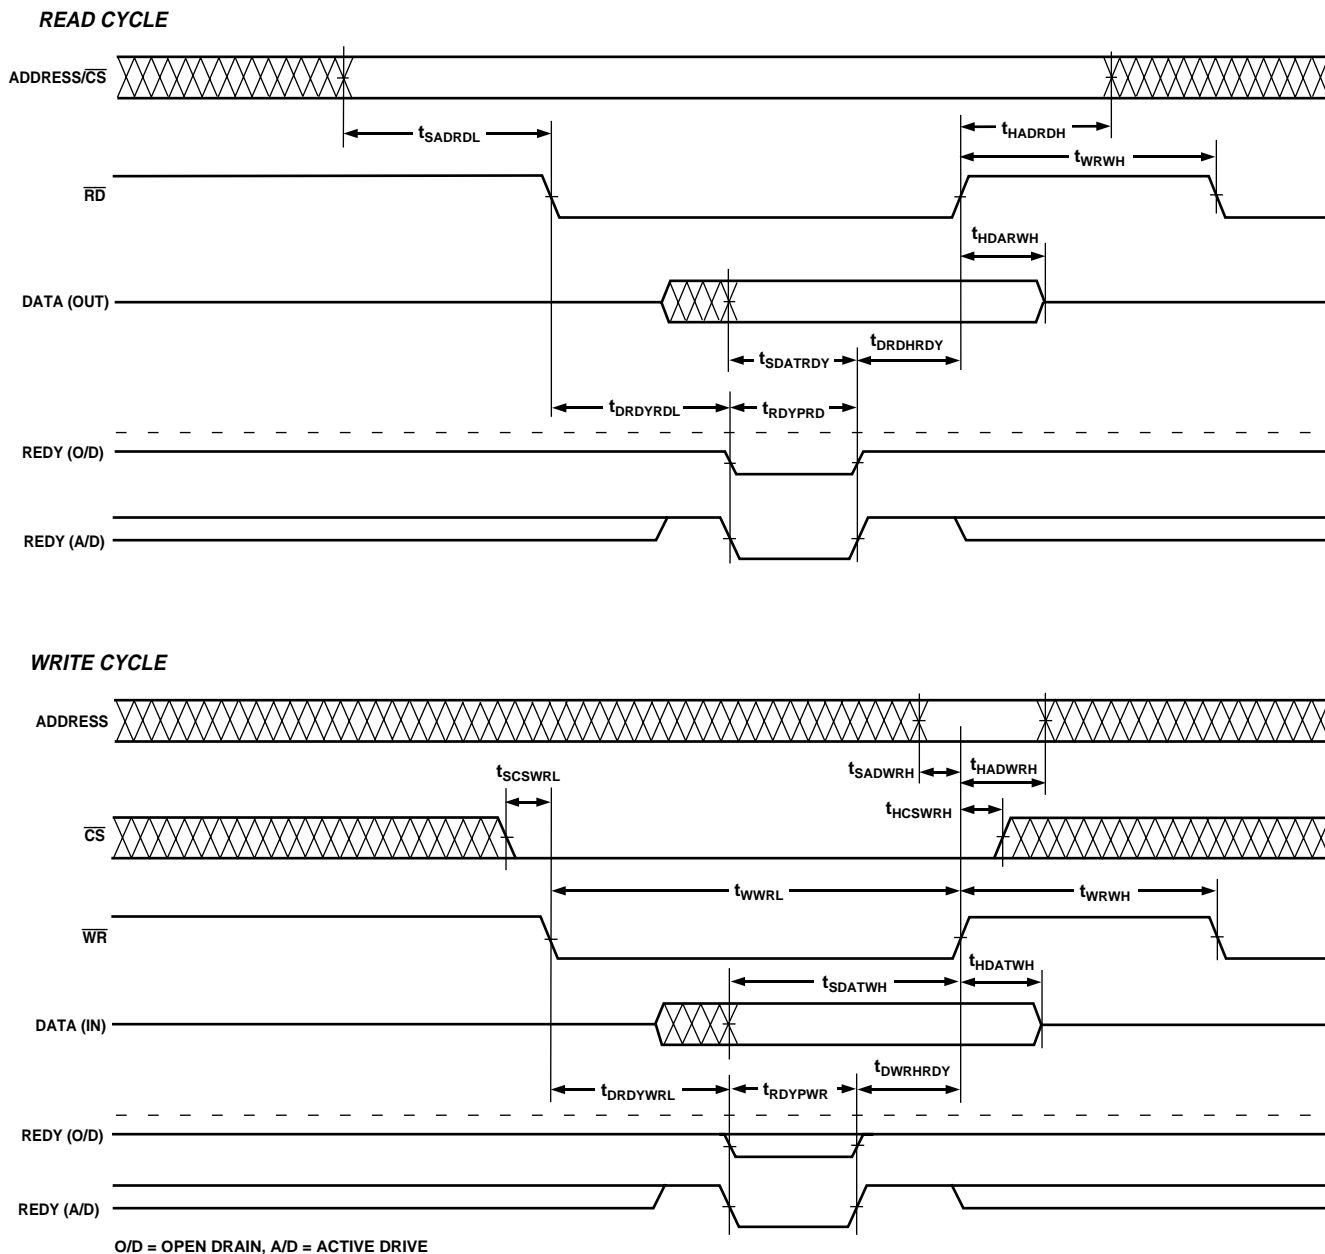 READ CYCLE
ADDRESS/CS
tSADRDL
tHADRDH
tWRWH
RD
tHDARWH
DATA (OUT)
tDRDHRDY
tSDATRDY
tDRDYRDL
tRDYPRD
REDY (O/D)
REDY (A/D)
WRITE CYCLE
ADDRESS
tSCSWRL
tSADWRH
tHADWRH
tHCSWRH
CS
tWWRL
tWRWH
WR
tHDATWH
tSDATWH
DATA (IN)
tDWRHRDY
tDRDYWRL
tRDYPWR
REDY (O/D)
REDY (A/D)
O/D = OPEN DRAIN, A/D = ACTIVE DRIVE